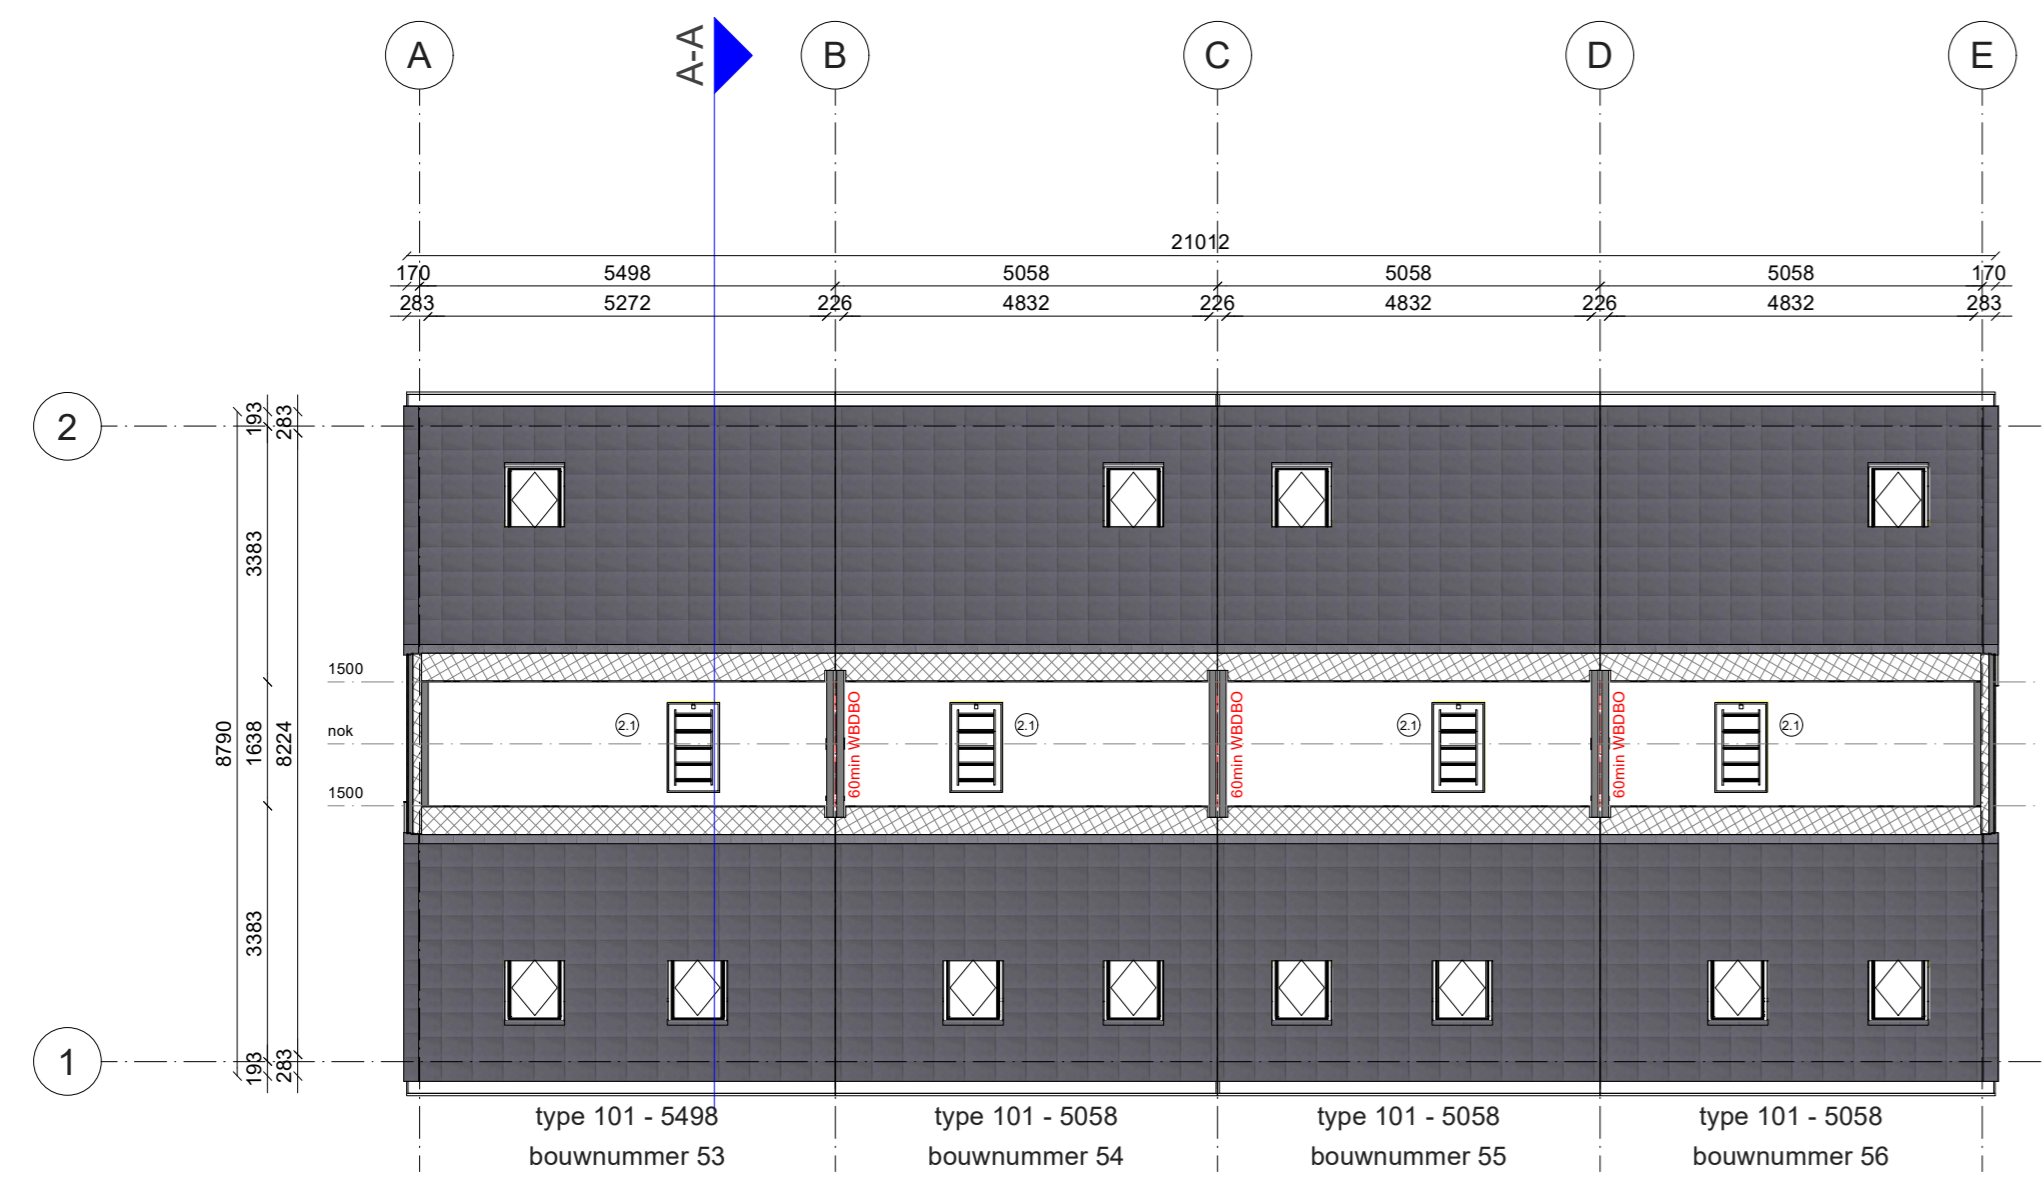 A
A-A
B
C
D
E
21012
170 5498 5058 5058 5058 170
283 5272 226 4832 226 4832 226 4832 283
2
193 283
3383
1500
nok
1500
8790 1638 8224
2.1 2.1 2.1 2.1
60min WBDBO
60min WBDBO
60min WBDBO
3383
1
193 283
type 101 - 5498
bouwnummer 53
type 101 - 5058
bouwnummer 54
type 101 - 5058
bouwnummer 55
type 101 - 5058
bouwnummer 56